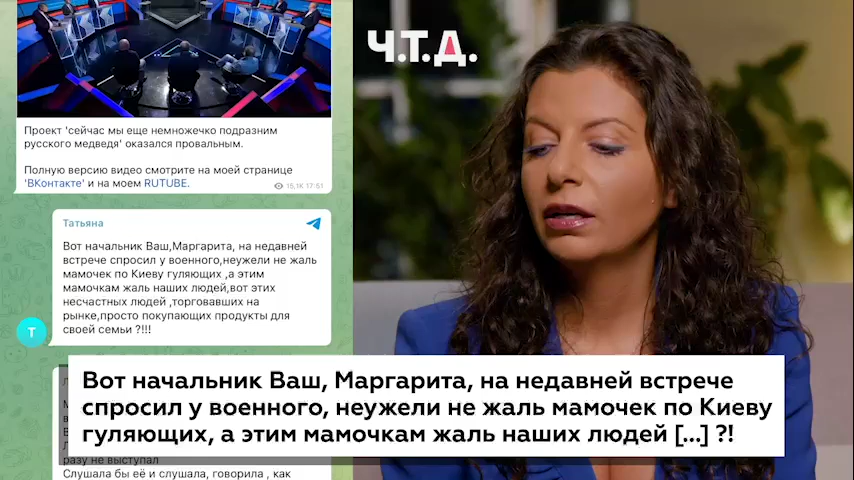 Проект 'сейчас мы еще немножечко подразним
русского медведя' оказался провальным.
Полную версию видео смотрите на моей странице
'ВКонтакте' и на моем RUTUBE.
15,1K 17:51
Татьяна
Вот начальник Ваш,Маргарита, на недавней
встрече спросил у военного,неужели не жаль
мамочек по Киеву гуляющих ,а этим
мамочкам жаль наших людей,вот этих
несчастных людей ,торговавших на
рынке,просто покупающих продукты для
своей семьи ?!!!
Т
разу не выступал
Слушала бы её и слушала, говорила , как
Ч.Т.Д.
Вот начальник Ваш, Маргарита, на недавней встрече
спросил у военного, неужели не жаль мамочек по Киеву
гуляющих, а этим мамочкам жаль наших людей [...] ?!